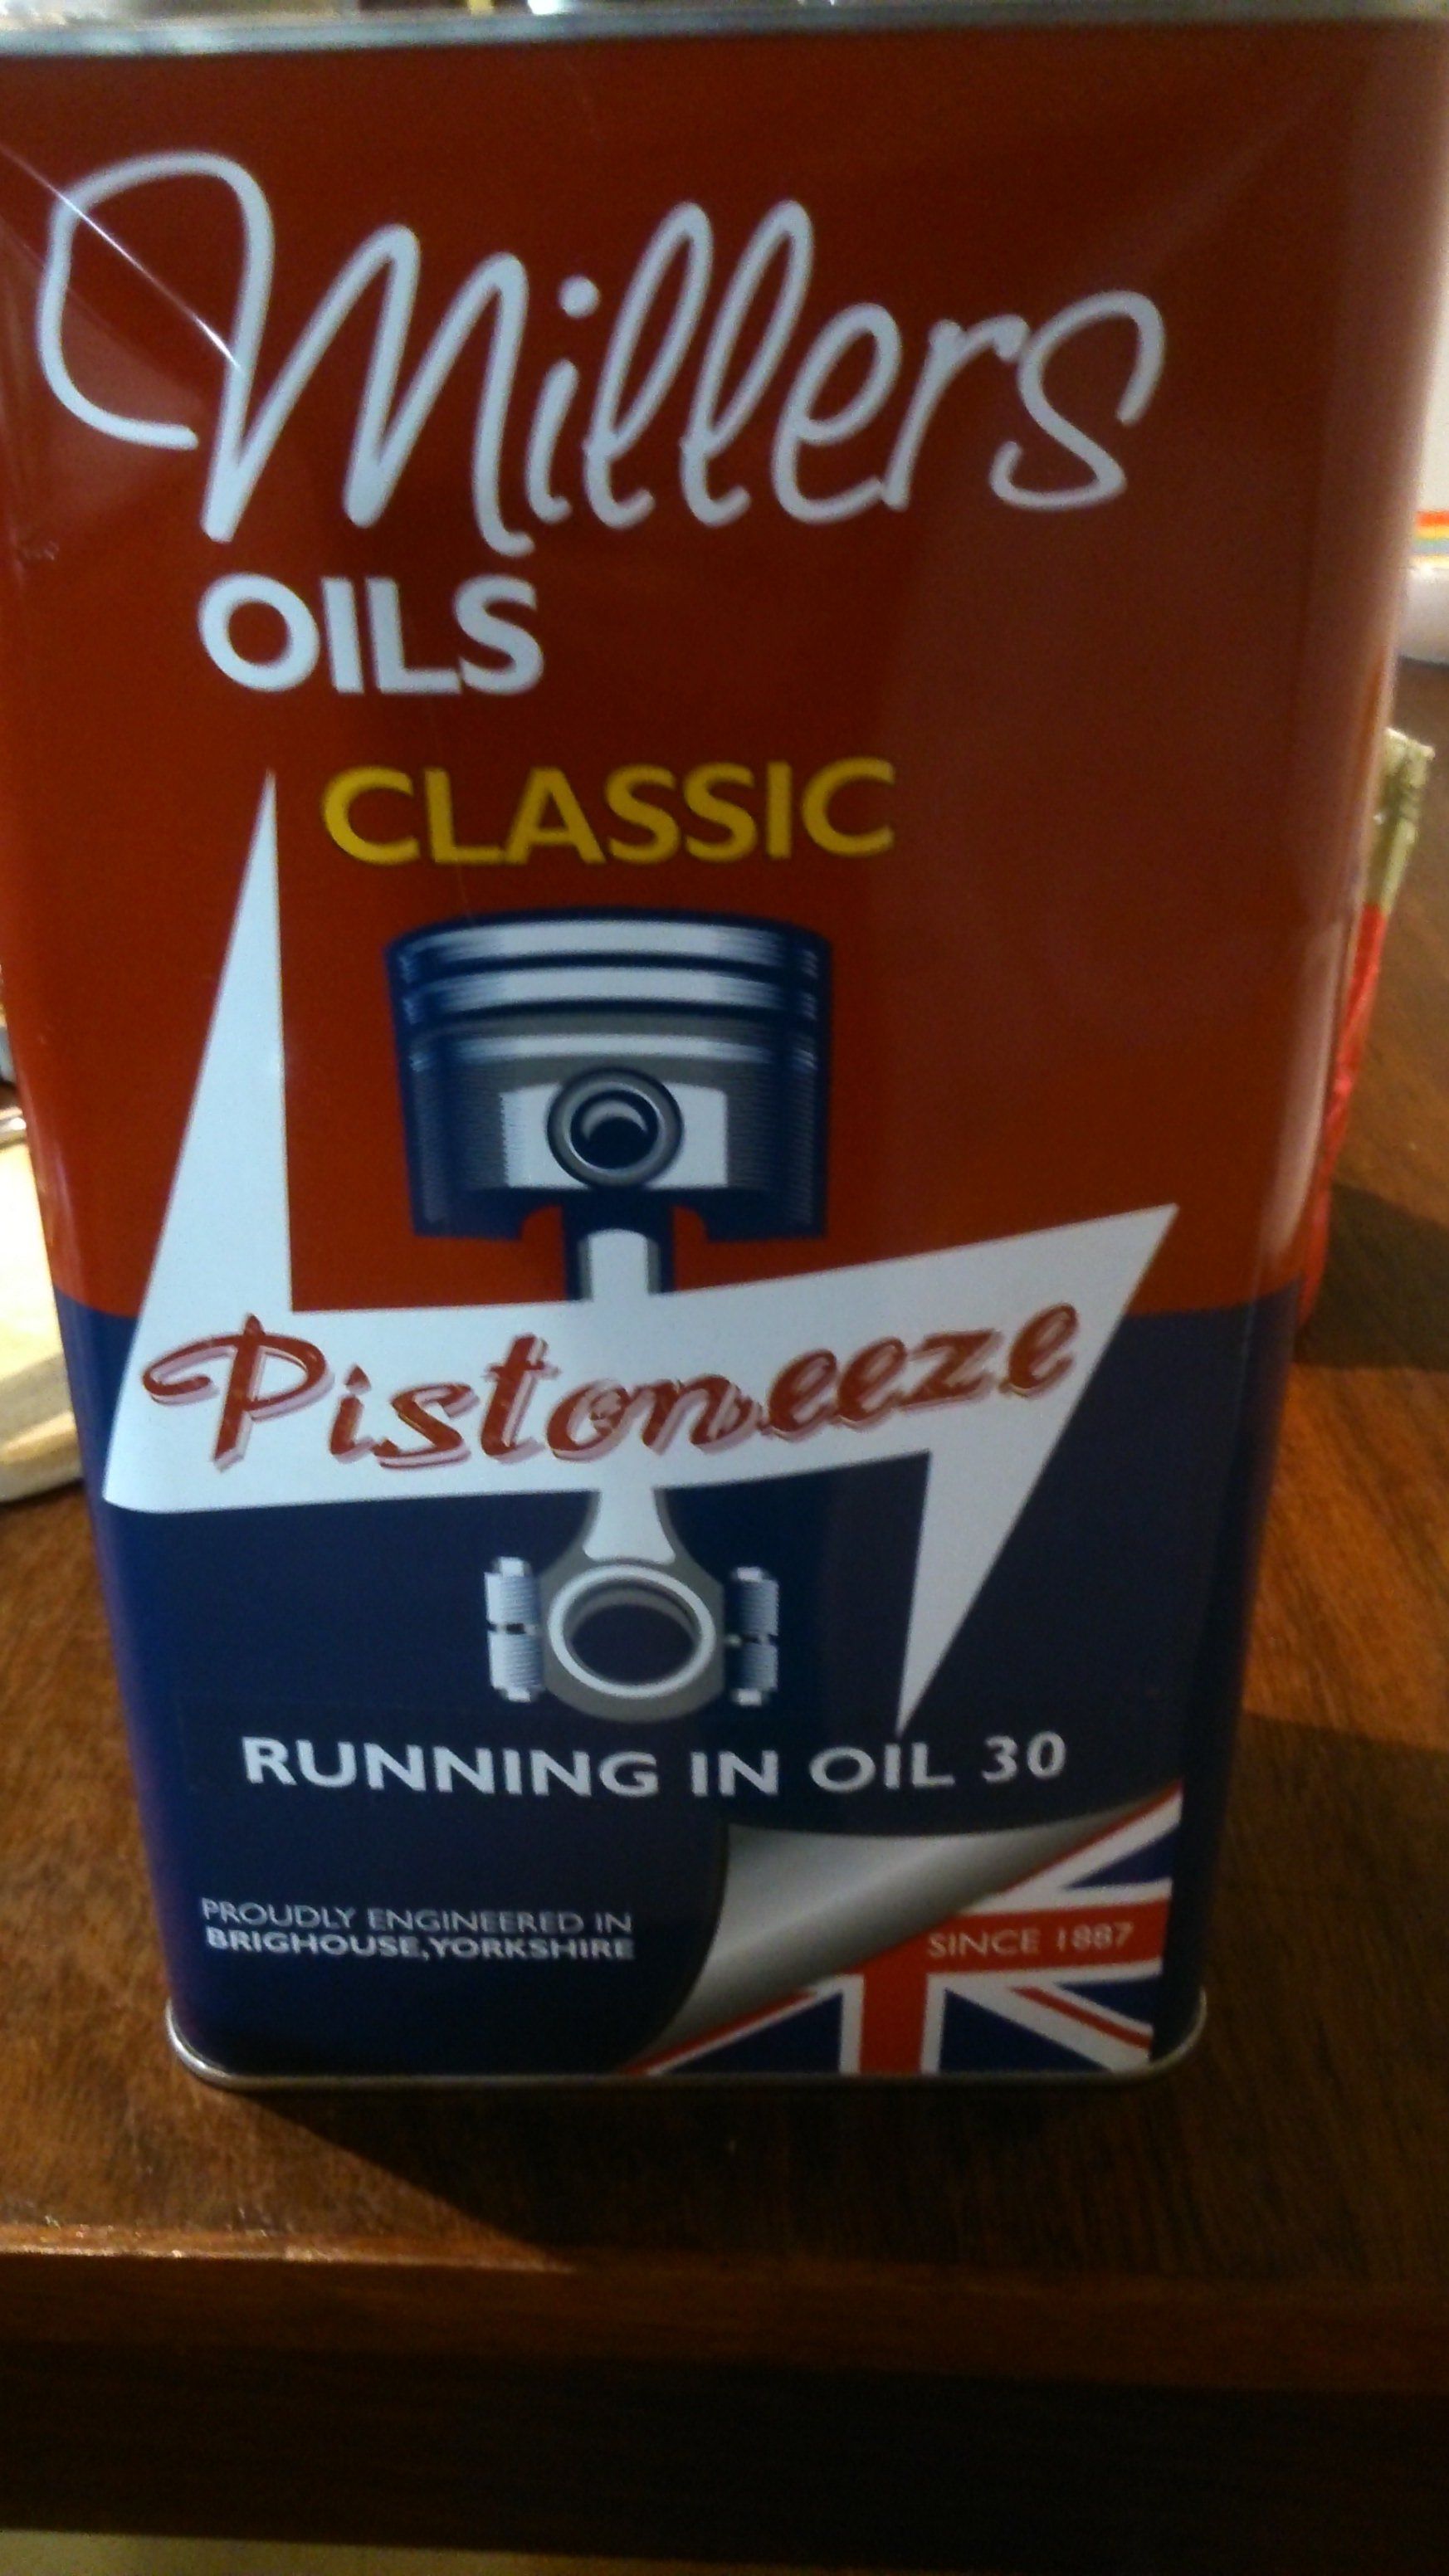 Millers
OILS
CLASSIC
Pistoneeze
RUNNING IN OIL 30
PROUDLY ENGINEERED IN
BRIGHOUSE,YORKSHIRE
SINCE 1887